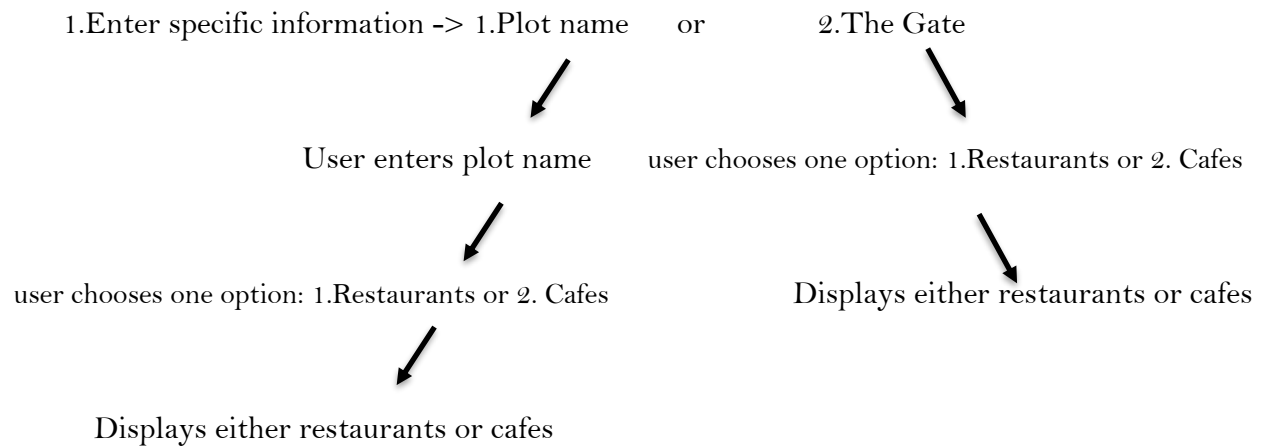 1.Enter specific information -> 1.Plot name or 2.The Gate
User enters plot name user chooses one option: 1.Restaurants or 2. Cafes
user chooses one option: 1.Restaurants or 2. Cafes Displays either restaurants or cafes
Displays either restaurants or cafes